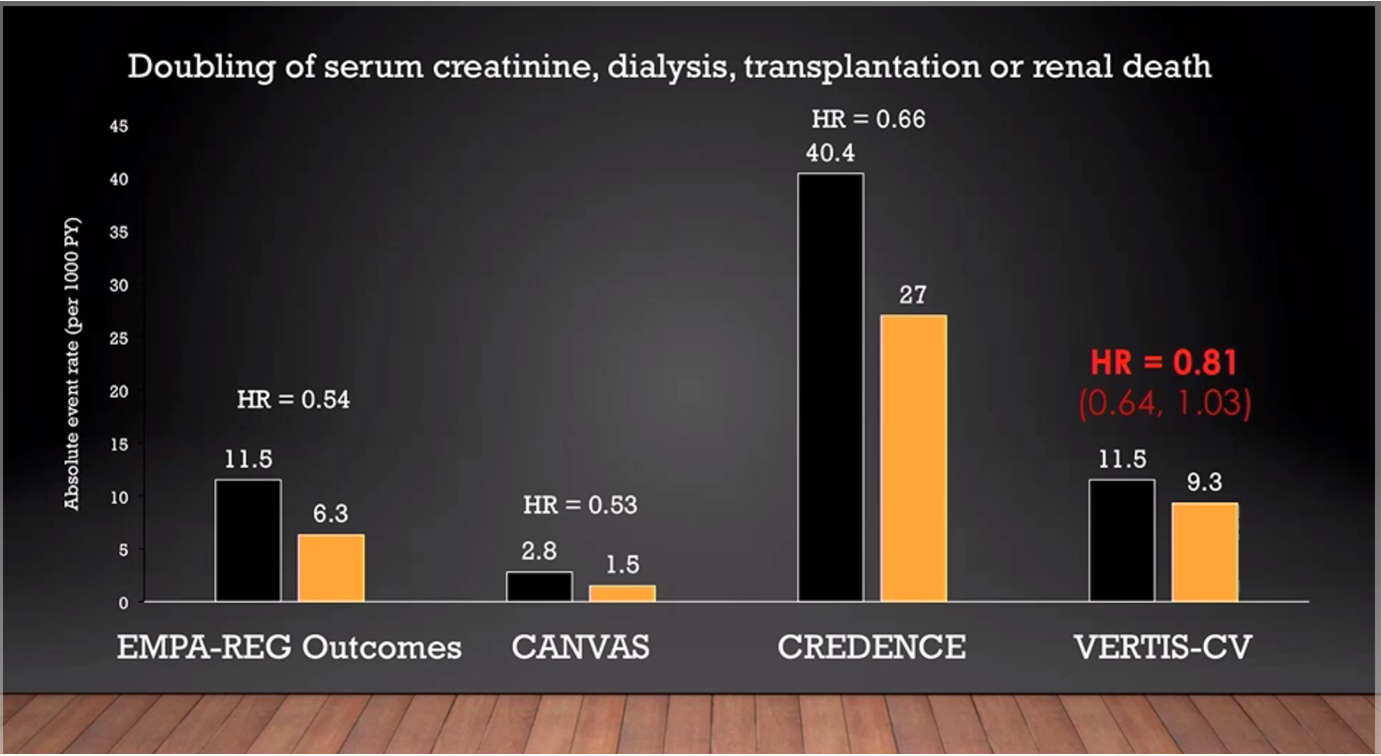 Doubling of serum creatinine, dialysis, transplantation or renal death
Absolute event rate (per 1000 PY)
45
40
35
30
25
20
15
10
5
0
HR = 0.54
11.5
6.3
HR = 0.53
2.8
1.5
HR = 0.66
40.4
27
HR = 0.81
(0.64, 1.03)
11.5
9.3
EMPA-REG Outcomes
CANVAS
CREDENCE
VERTIS-CV